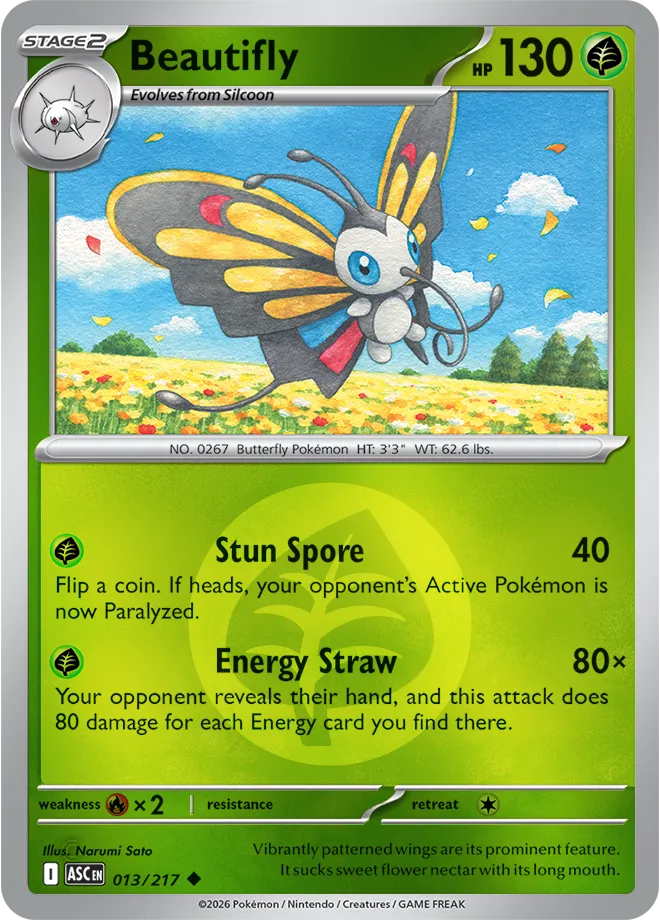 STAGE2
Beautifly
HP 130
Evolves from Silcoon
NO. 0267 Butterfly Pokémon HT: 3'3" WT: 62.6 lbs.
Stun Spore 40
Flip a coin. If heads, your opponent's Active Pokémon is
now Paralyzed.
Energy Straw 80×
Your opponent reveals their hand, and this attack does
80 damage for each Energy card you find there.
weakness ×2 resistance retreat
Illus. Narumi Sato
Vibrantly patterned wings are its prominent feature.
It sucks sweet flower nectar with its long mouth.
I ASC EN 013/217
©2026 Pokémon / Nintendo / Creatures / GAME FREAK